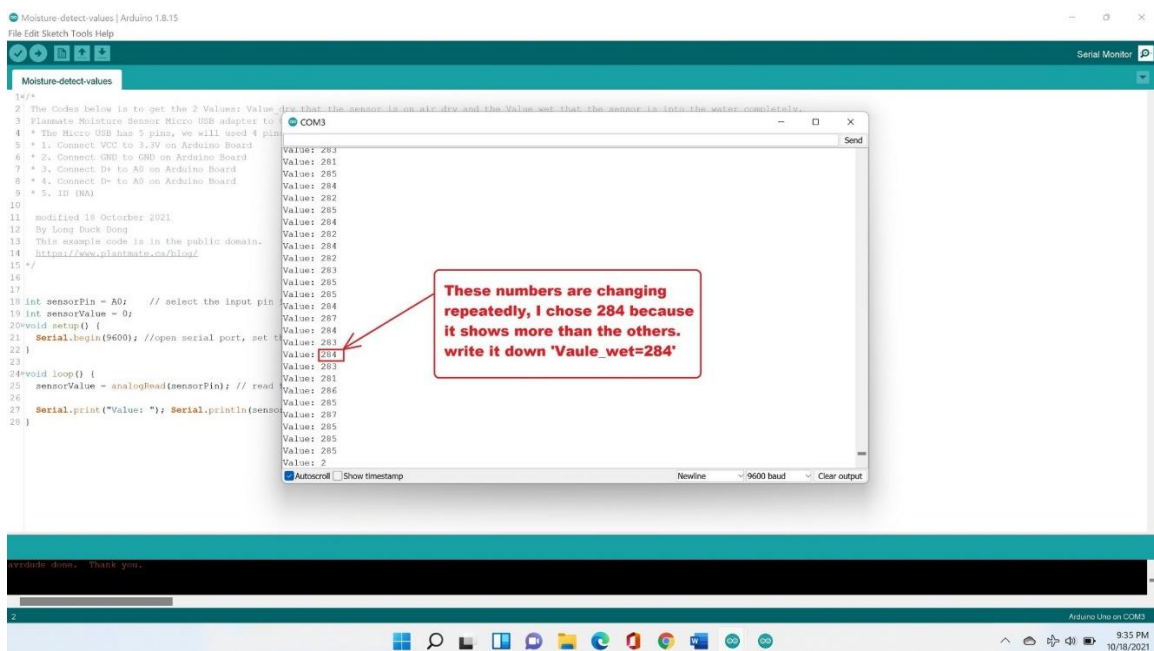 Moisture-detect-values | Arduino 1.8.15
File Edit Sketch Tools Help
Serial Monitor
Moisture-detect-values
1 /*
2 The Codes below is to get the 2 Values: Value_dry that the sensor is on air dry and the Value wet that the sensor is into the water completely.
3 Planmate Moisture Sensor Micro USB adapter to
4 * The Micro USB has 5 pins, we will used 4 pin
5 * 1. Connect VCC to 3.3V on Arduino Board
6 * 2. Connect GND to GND on Arduino Board
7 * 3. Connect D+ to A0 on Arduino Board
8 * 4. Connect D- to A0 on Arduino Board
9 * 5. ID (NA)
10
11 modified 18 Octorber 2021
12 By Long Duck Dong
13 This example code is in the public domain.
14 https://www.plantmate.ca/blog/
15 */
16
17
18 int sensorPin = A0; // select the input pin
19 int sensorValue = 0;
20 void setup() {
21 Serial.begin(9600); //open serial port, set t
22 }
23
24 void loop() {
25 sensorValue = analogRead(sensorPin); // read
26
27 Serial.print("Value: "); Serial.println(senso
28 }
COM3
Send
Value: 283
Value: 281
Value: 285
Value: 284
Value: 282
Value: 285
Value: 284
Value: 282
Value: 284
Value: 282
Value: 283
Value: 285
Value: 285
Value: 284
Value: 287
Value: 284
Value: 283
Value: 284
Value: 283
Value: 281
Value: 286
Value: 285
Value: 287
Value: 285
Value: 285
Value: 285
Value: 2
These numbers are changing
repeatedly, I chose 284 because
it shows more than the others.
write it down 'Vaule_wet=284'
Autoscroll Show timestamp
Newline 9600 baud Clear output
avrdude done. Thank you.
2
Arduino Uno on COM3
9:35 PM
10/18/2021